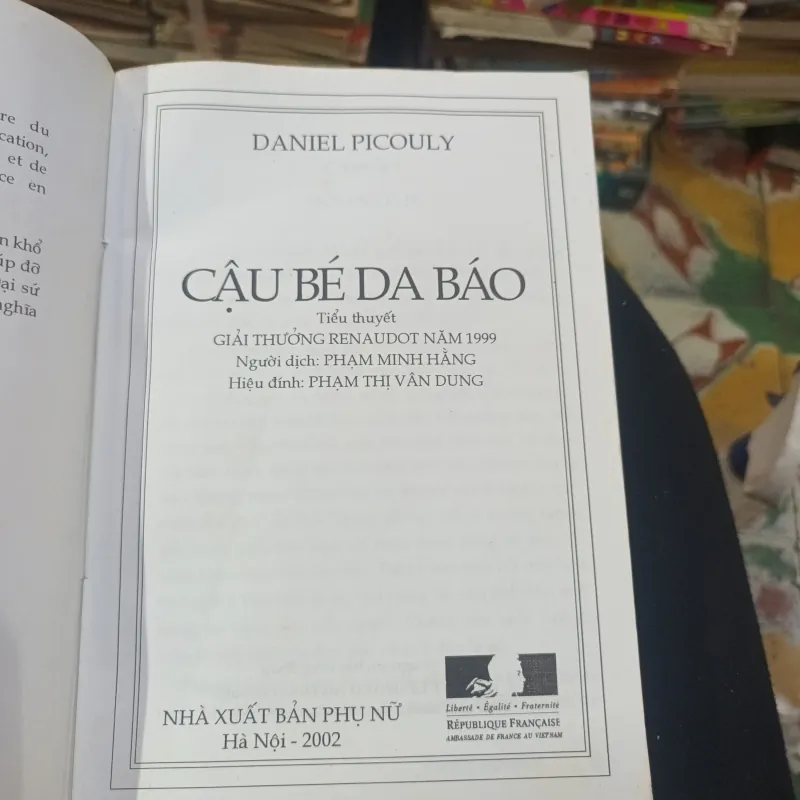 re du
cation,
et de
ce en
n khổ
úp đỡ
ại sứ
nghĩa
DANIEL PICOULY
CẬU BÉ DA BÁO
Tiểu thuyết
GIẢI THƯỞNG RENAUDOT NĂM 1999
Người dịch: PHẠM MINH HẰNG
Hiệu đính: PHẠM THỊ VÂN DUNG
NHÀ XUẤT BẢN PHỤ NỮ
Hà Nội - 2002
Liberté • Égalité • Fraternité
RÉPUBLIQUE FRANÇAISE
AMBASSADE DE FRANCE AU VIETNAM